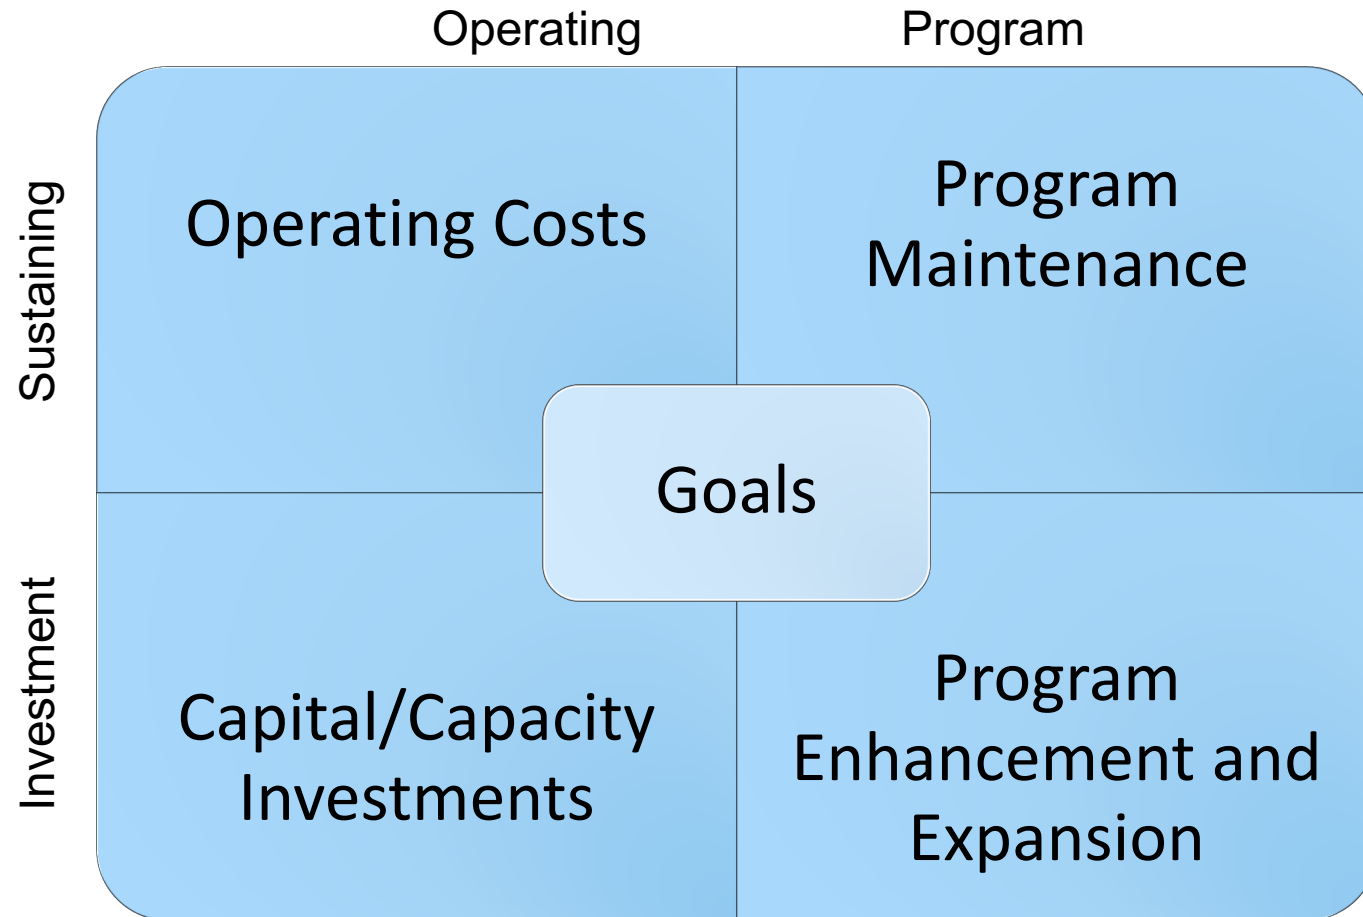 Operating
Program
Sustaining
Operating Costs
Program
Maintenance
Goals
Investment
Capital/Capacity
Investments
Program
Enhancement and
Expansion